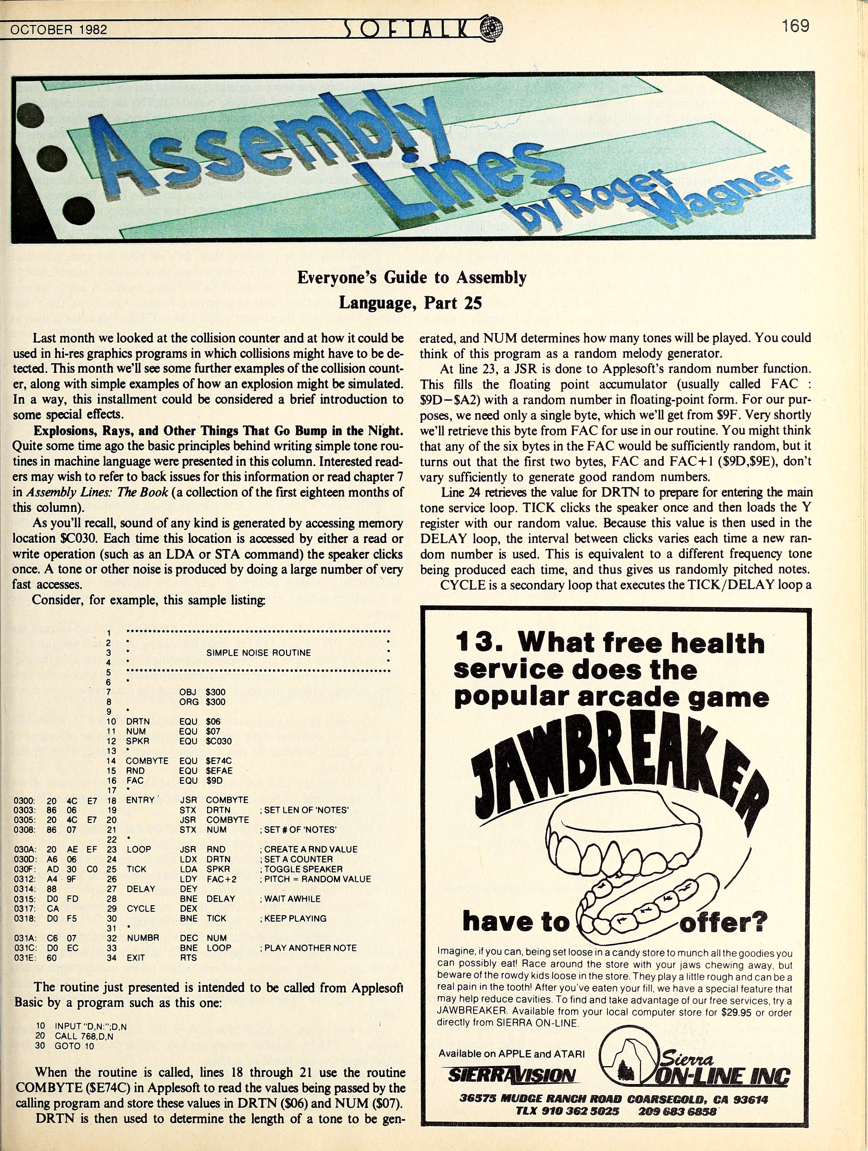 OCTOBER 1982
SOFTALK
169
Assembly
Lines
by Roger
Wagner
Everyone's Guide to Assembly
Language, Part 25
Last month we looked at the collision counter and at how it could be
used in hi-res graphics programs in which collisions might have to be de-
tected. This month we'll see some further examples of the collision count-
er, along with simple examples of how an explosion might be simulated.
In a way, this installment could be considered a brief introduction to
some special effects.
Explosions, Rays, and Other Things That Go Bump in the Night.
Quite some time ago the basic principles behind writing simple tone rou-
tines in machine language were presented in this column. Interested read-
ers may wish to refer to back issues for this information or read chapter 7
in Assembly Lines: The Book (a collection of the first eighteen months of
this column).
As you'll recall, sound of any kind is generated by accessing memory
location $C030. Each time this location is accessed by either a read or
write operation (such as an LDA or STA command) the speaker clicks
once. A tone or other noise is produced by doing a large number of very
fast accesses.
Consider, for example, this sample listing:
1 ****************************************************
2 * *
3 * SIMPLE NOISE ROUTINE *
4 * *
5 ****************************************************
6 *
7 OBJ $300
8 ORG $300
9 *
10 DRTN EQU $06
11 NUM EQU $07
12 SPKR EQU $C030
13 *
14 COMBYTE EQU $E74C
15 RND EQU $EFAE
16 FAC EQU $9D
17 *
0300: 20 4C E7 18 ENTRY JSR COMBYTE
0303: 86 06 19 STX DRTN ; SET LEN OF 'NOTES'
0305: 20 4C E7 20 JSR COMBYTE
0308: 86 07 21 STX NUM ; SET # OF 'NOTES'
22 *
030A: 20 AE EF 23 LOOP JSR RND ; CREATE A RND VALUE
030D: A6 06 24 LDX DRTN ; SET A COUNTER
030F: AD 30 C0 25 TICK LDA SPKR ; TOGGLE SPEAKER
0312: A4 9F 26 LDY FAC+2 ; PITCH = RANDOM VALUE
0314: 88 27 DELAY DEY
0315: D0 FD 28 BNE DELAY ; WAIT AWHILE
0317: CA 29 CYCLE DEX
0318: D0 F5 30 BNE TICK ; KEEP PLAYING
31 *
031A: C6 07 32 NUMBR DEC NUM
031C: D0 EC 33 BNE LOOP ; PLAY ANOTHER NOTE
031E: 60 34 EXIT RTS
The routine just presented is intended to be called from Applesoft
Basic by a program such as this one:
10 INPUT "D,N:";D,N
20 CALL 768,D,N
30 GOTO 10
When the routine is called, lines 18 through 21 use the routine
COMBYTE ($E74C) in Applesoft to read the values being passed by the
calling program and store these values in DRTN ($06) and NUM ($07).
DRTN is then used to determine the length of a tone to be gen-
erated, and NUM determines how many tones will be played. You could
think of this program as a random melody generator.
At line 23, a JSR is done to Applesoft's random number function.
This fills the floating point accumulator (usually called FAC :
$9D–$A2) with a random number in floating-point form. For our pur-
poses, we need only a single byte, which we'll get from $9F. Very shortly
we'll retrieve this byte from FAC for use in our routine. You might think
that any of the six bytes in the FAC would be sufficiently random, but it
turns out that the first two bytes, FAC and FAC+1 ($9D,$9E), don't
vary sufficiently to generate good random numbers.
Line 24 retrieves the value for DRTN to prepare for entering the main
tone service loop. TICK clicks the speaker once and then loads the Y
register with our random value. Because this value is then used in the
DELAY loop, the interval between clicks varies each time a new ran-
dom number is used. This is equivalent to a different frequency tone
being produced each time, and thus gives us randomly pitched notes.
CYCLE is a secondary loop that executes the TICK/DELAY loop a
13. What free health
service does the
popular arcade game
JAWBREAKER
have to offer?
Imagine, if you can, being set loose in a candy store to munch all the goodies you
can possibly eat! Race around the store with your jaws chewing away, but
beware of the rowdy kids loose in the store. They play a little rough and can be a
real pain in the tooth! After you've eaten your fill, we have a special feature that
may help reduce cavities. To find and take advantage of our free services, try a
JAWBREAKER. Available from your local computer store for $29.95 or order
directly from SIERRA ON-LINE.
Available on APPLE and ATARI
SIERRAVISION
Sierra
ON-LINE INC
36575 MUDGE RANCH ROAD COARSEGOLD, CA 93614
TLX 910 362 5025 209 683 6858